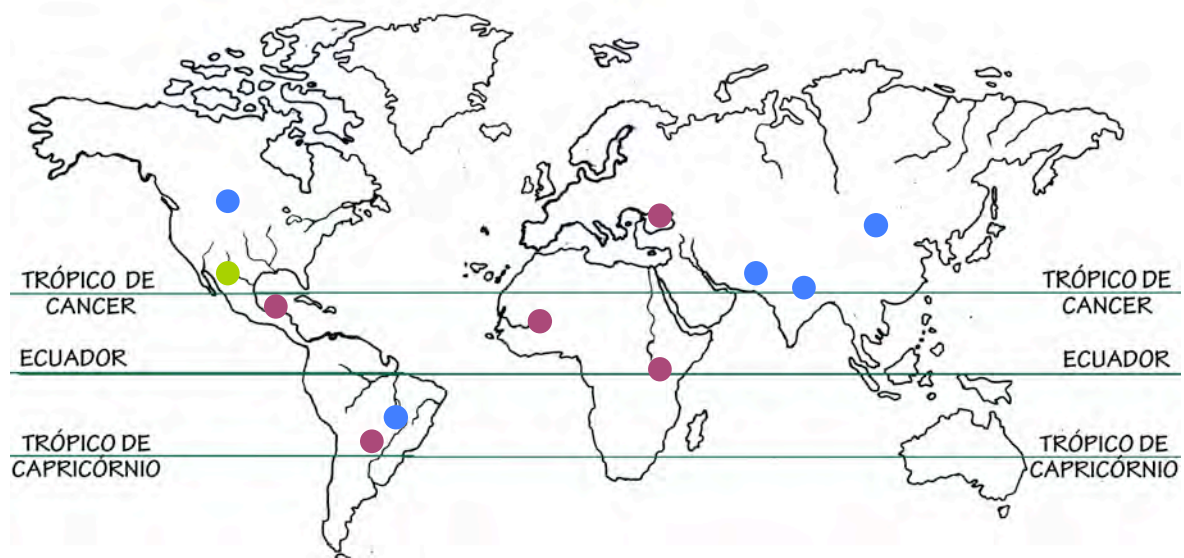 TRÓPICO DE
CANCER
TRÓPICO DE
CANCER
ECUADOR
ECUADOR
TRÓPICO DE
CAPRICÓRNIO
TRÓPICO DE
CAPRICÓRNIO